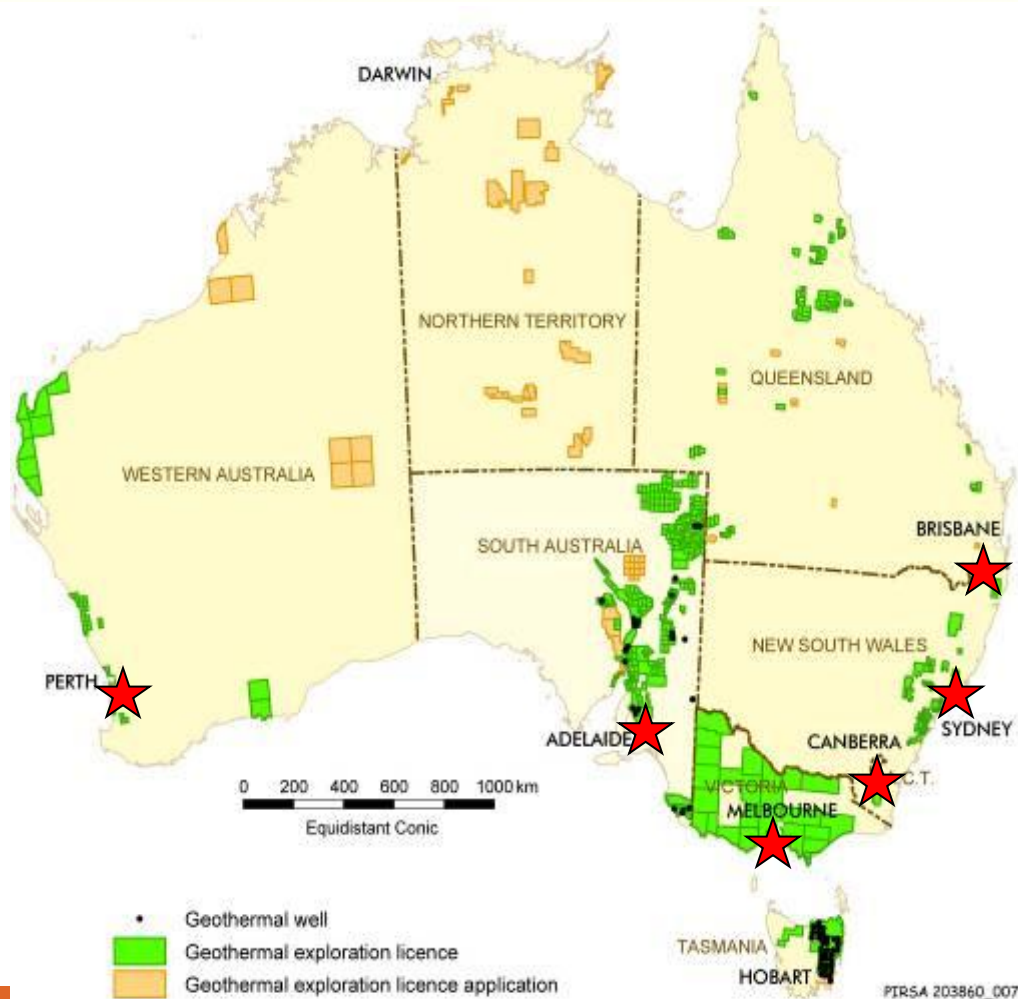 DARWIN
NORTHERN TERRITORY
QUEENSLAND
WESTERN AUSTRALIA
BRISBANE
SOUTH AUSTRALIA
NEW SOUTH WALES
PERTH
ADELAIDE
SYDNEY
CANBERRA
C.T.
VICTORIA
MELBOURNE
0 200 400 600 800 1000 km
Equidistant Conic
Geothermal well
Geothermal exploration licence
Geothermal exploration licence application
TASMANIA
HOBART
PIRSA 203860_007